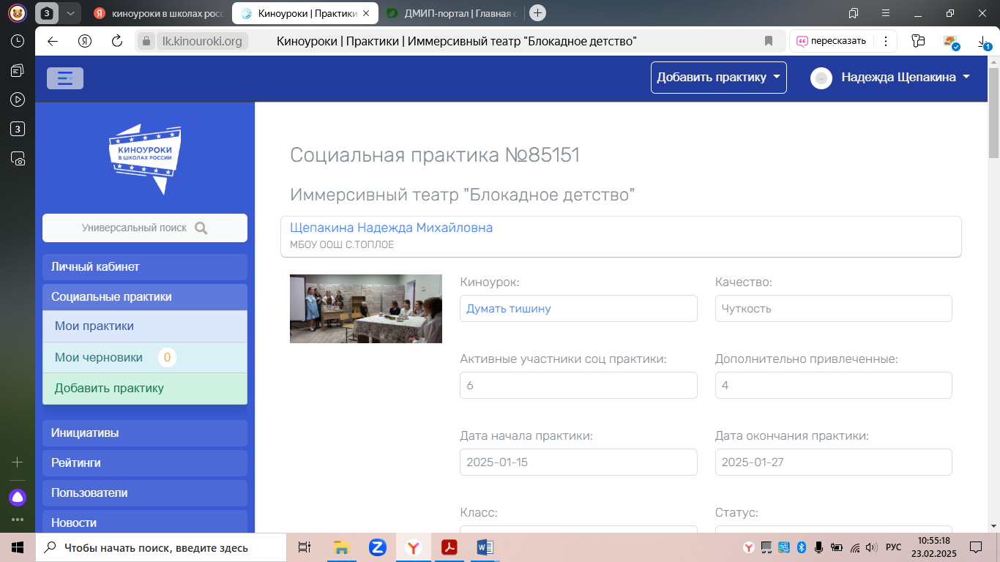 3
киноуроки в школах росс
Киноуроки | Практики
ДМИП-портал | Главная с
lk.kinouroki.org
Киноуроки | Практики | Иммерсивный театр "Блокадное детство"
пересказать
1
3
Добавить практику
Надежда Щепакина
КИНОУРОКИ
В ШКОЛАХ РОССИИ
Универсальный поиск
Личный кабинет
Социальные практики
Мои практики
Мои черновики 0
Добавить практику
Инициативы
Рейтинги
Пользователи
Новости
Социальная практика №85151
Иммерсивный театр "Блокадное детство"
Щепакина Надежда Михайловна
МБОУ ООШ С.ТОПЛОЕ
Киноурок:
Думать тишину
Качество:
Чуткость
Активные участники соц практики:
6
Дополнительно привлеченные:
4
Дата начала практики:
2025-01-15
Дата окончания практики:
2025-01-27
Класс:
Статус:
Чтобы начать поиск, введите здесь
РУС
10:55:18
23.02.2025